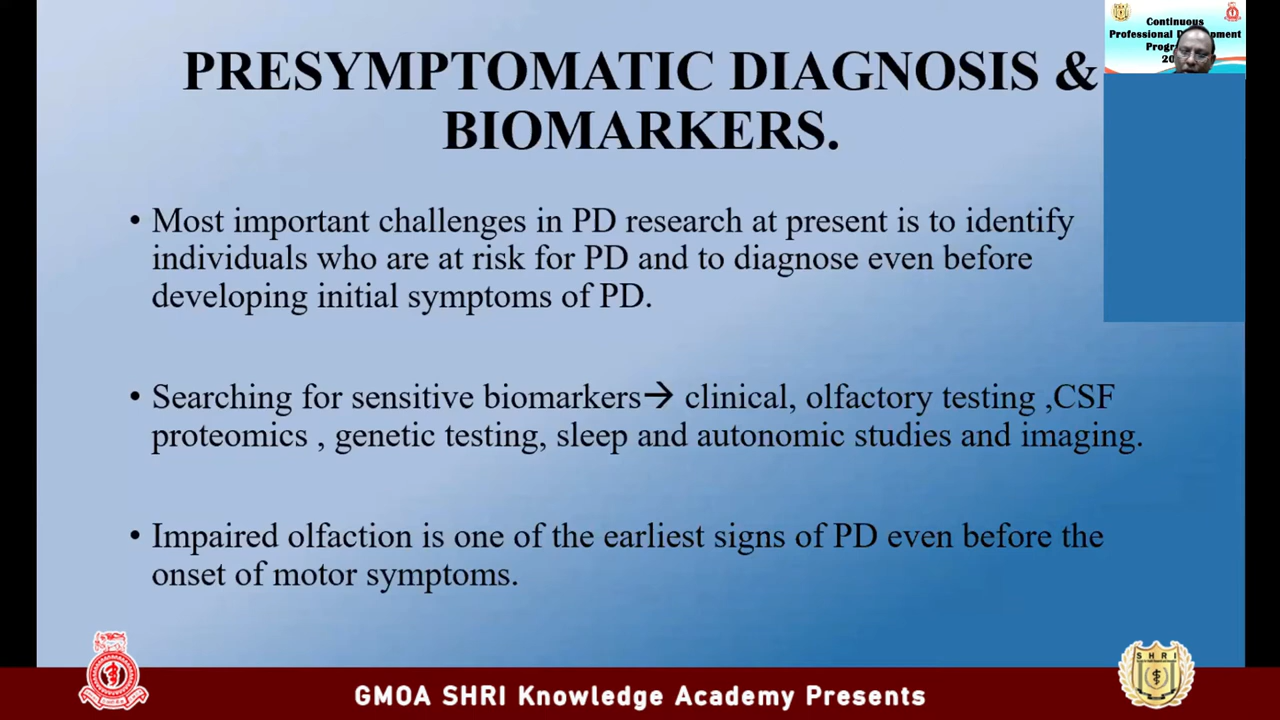 PRESYMPTOMATIC DIAGNOSIS &
BIOMARKERS.
Continuous
Professional
• Most important challenges in PD research at present is to identify
individuals who are at risk for PD and to diagnose even before
developing initial symptoms of PD.
• Searching for sensitive biomarkers→ clinical, olfactory testing ,CSF
proteomics , genetic testing, sleep and autonomic studies and imaging.
• Impaired olfaction is one of the earliest signs of PD even before the
onset of motor symptoms.
GMOA SHRI Knowledge Academy Presents
SHRI